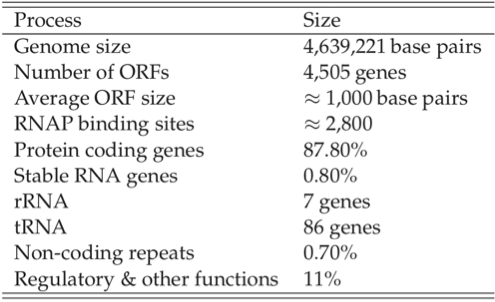 Process Size
Genome size 4,639,221 base pairs
Number of ORFs 4,505 genes
Average ORF size ≈ 1,000 base pairs
RNAP binding sites ≈ 2,800
Protein coding genes 87.80%
Stable RNA genes 0.80%
rRNA 7 genes
tRNA 86 genes
Non-coding repeats 0.70%
Regulatory & other functions 11%